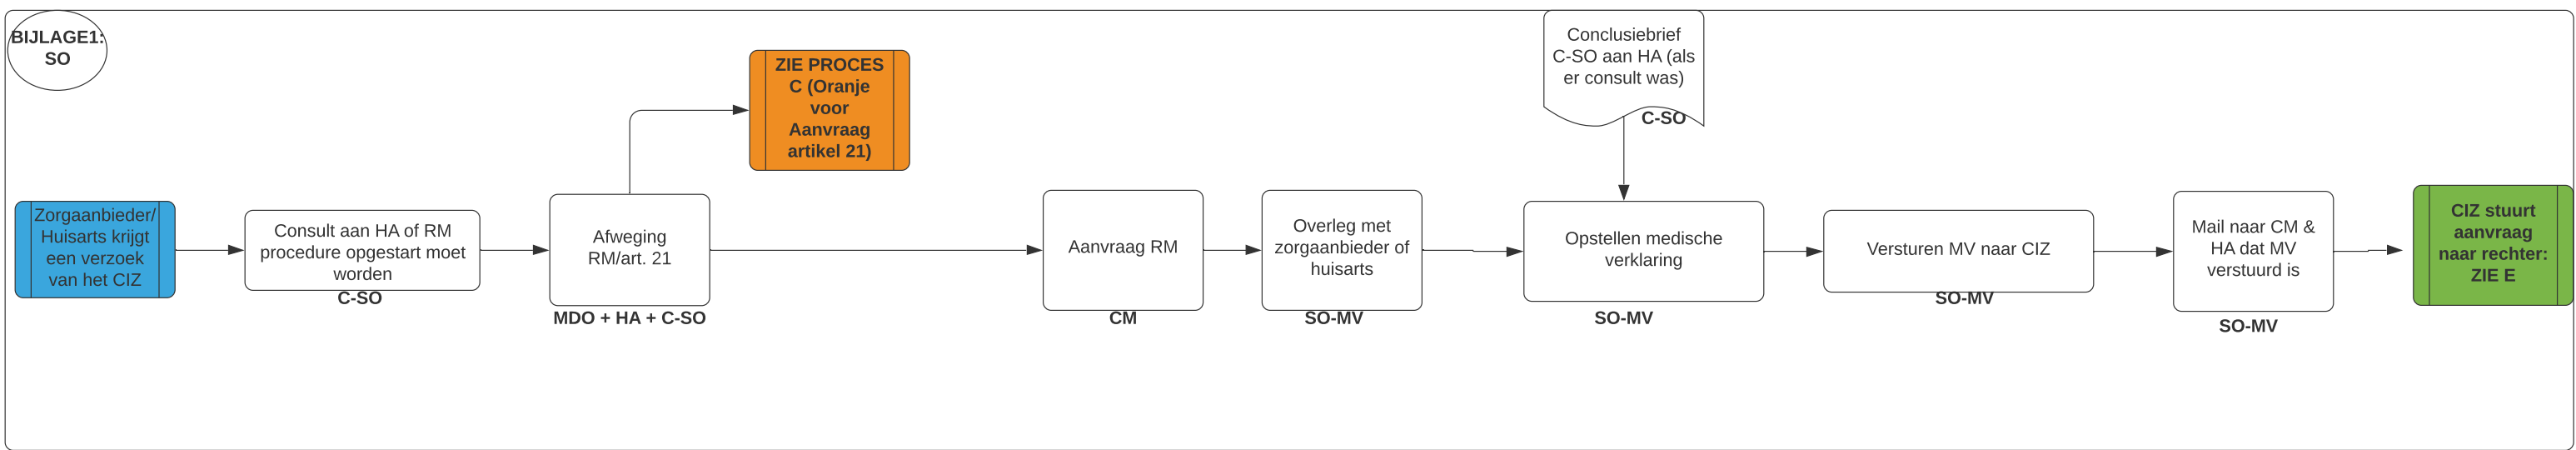 BIJLAGE1:
SO
Zorgaanbieder/
Huisarts krijgt
een verzoek
van het CIZ
Consult aan HA of RM
procedure opgestart moet
worden
C-SO
Afweging
RM/art. 21
MDO + HA + C-SO
ZIE PROCES
C (Oranje
voor
Aanvraag
artikel 21)
Aanvraag RM
CM
Overleg met
zorgaanbieder of
huisarts
SO-MV
Conclusiebrief
C-SO aan HA (als
er consult was)
C-SO
Opstellen medische
verklaring
SO-MV
Versturen MV naar CIZ
SO-MV
Mail naar CM &
HA dat MV
verstuurd is
SO-MV
CIZ stuurt
aanvraag
naar rechter:
ZIE E